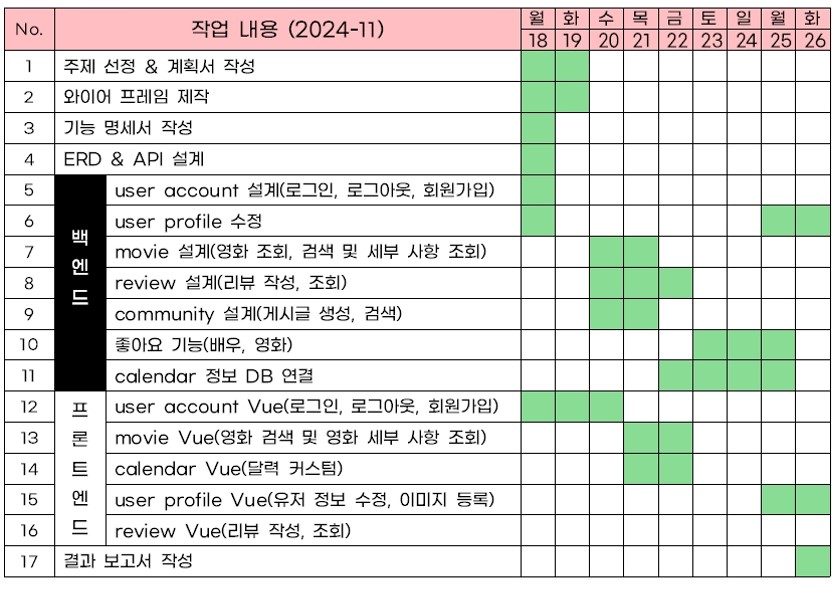 No. 작업 내용 (2024-11) 월 화 수 목 금 토 일 월 화
18 19 20 21 22 23 24 25 26
1 주제 선정 & 계획서 작성
2 와이어 프레임 제작
3 기능 명세서 작성
4 ERD & API 설계
백엔드
5 user account 설계(로그인, 로그아웃, 회원가입)
6 user profile 수정
7 movie 설계(영화 조회, 검색 및 세부 사항 조회)
8 review 설계(리뷰 작성, 조회)
9 community 설계(게시글 생성, 검색)
10 좋아요 기능(배우, 영화)
11 calendar 정보 DB 연결
프론트엔드
12 user account Vue(로그인, 로그아웃, 회원가입)
13 movie Vue(영화 검색 및 영화 세부 사항 조회)
14 calendar Vue(달력 커스텀)
15 user profile Vue(유저 정보 수정, 이미지 등록)
16 review Vue(리뷰 작성, 조회)
17 결과 보고서 작성